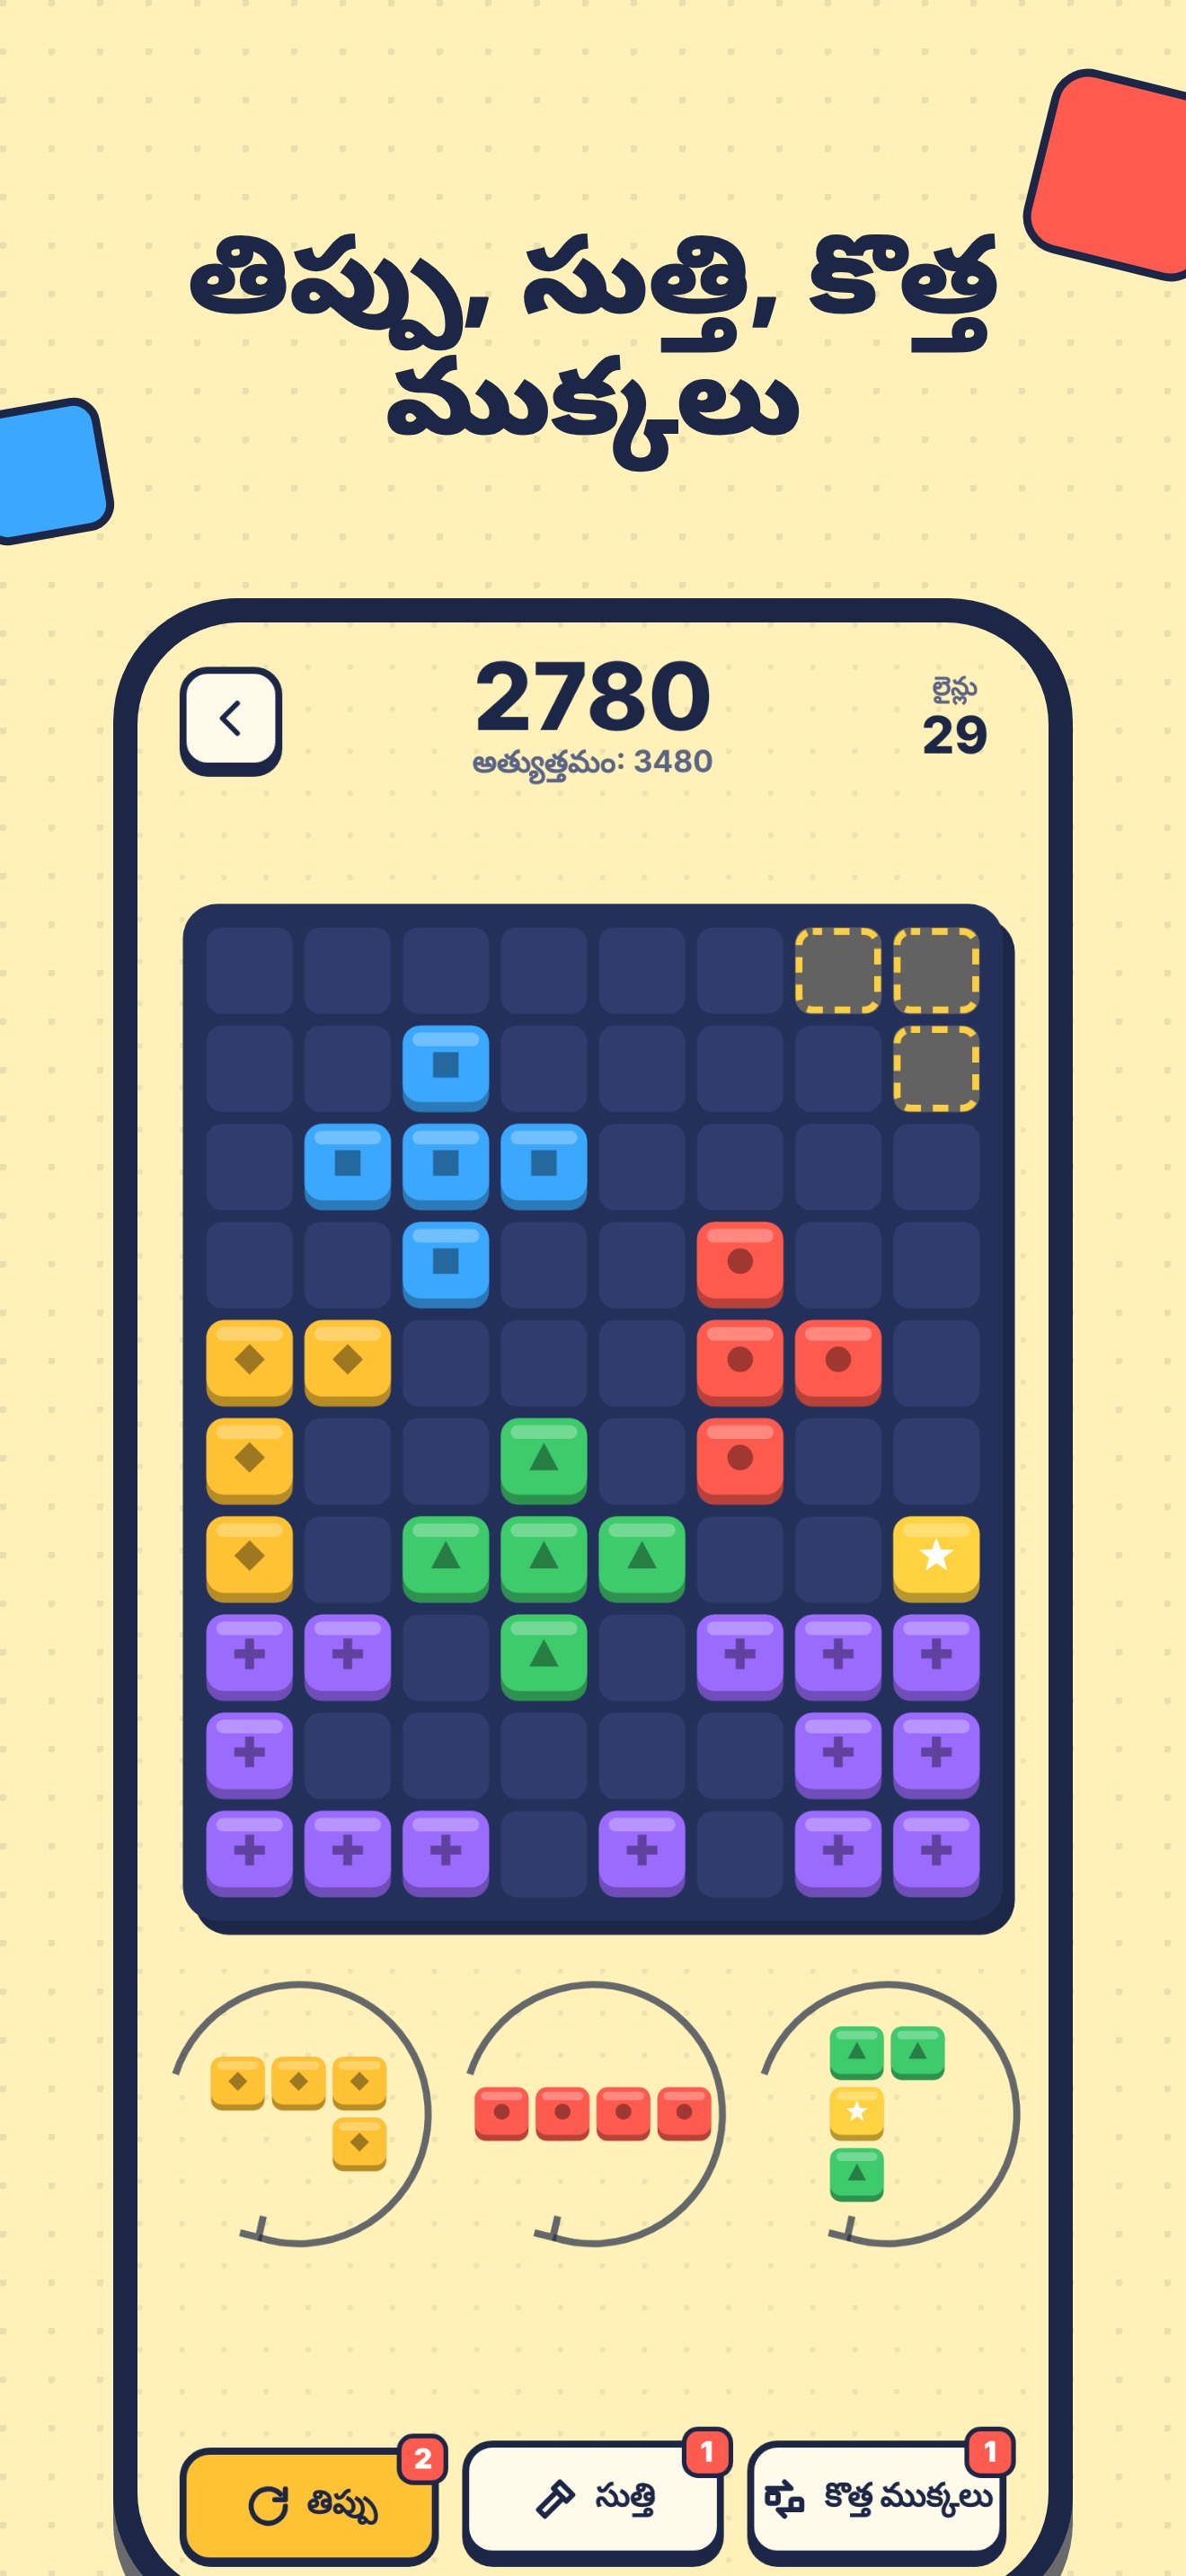 తిప్పు, సుత్తి, కొత్త
ముక్కలు
2780
అత్యుత్తమం: 3480
లైన్లు
29
తిప్పు
2
సుత్తి
1
కొత్త ముక్కలు
1